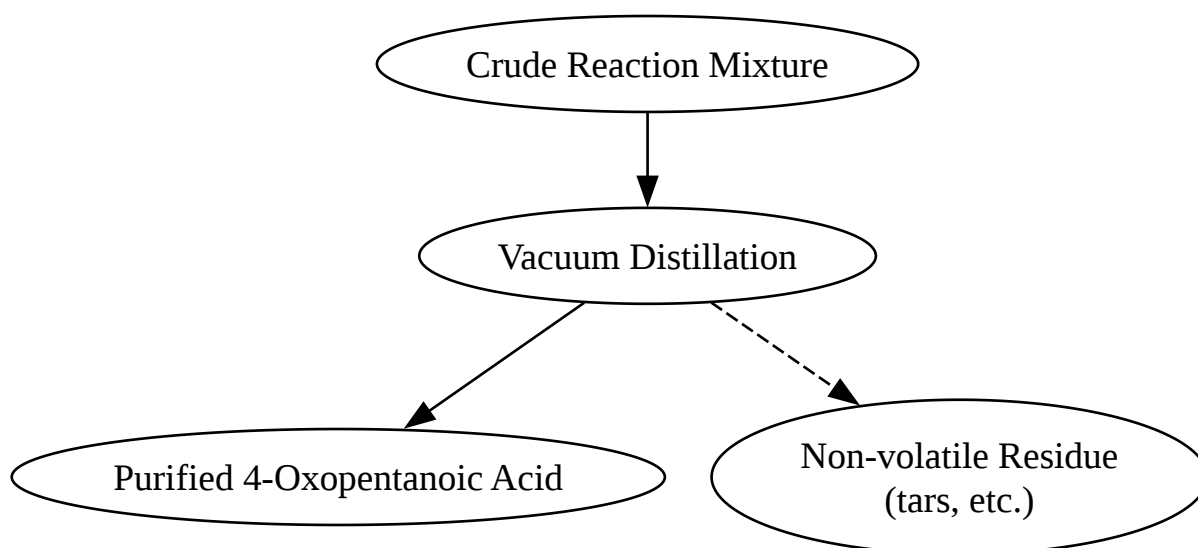 Crude Reaction Mixture
Vacuum Distillation
Purified 4-Oxopentanoic Acid
Non-volatile Residue
(tars, etc.)